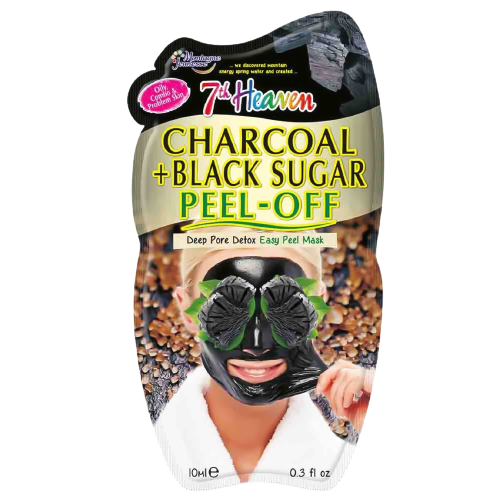 Montagne
Jeunesse
... we discovered mountain
energy spring water and created ...
Oily,
Combo &
Problem Skin
7th Heaven
CHARCOAL
+BLACK SUGAR
PEEL-OFF
Deep Pore Detox Easy Peel Mask
10Ml e
0.3 fl oz